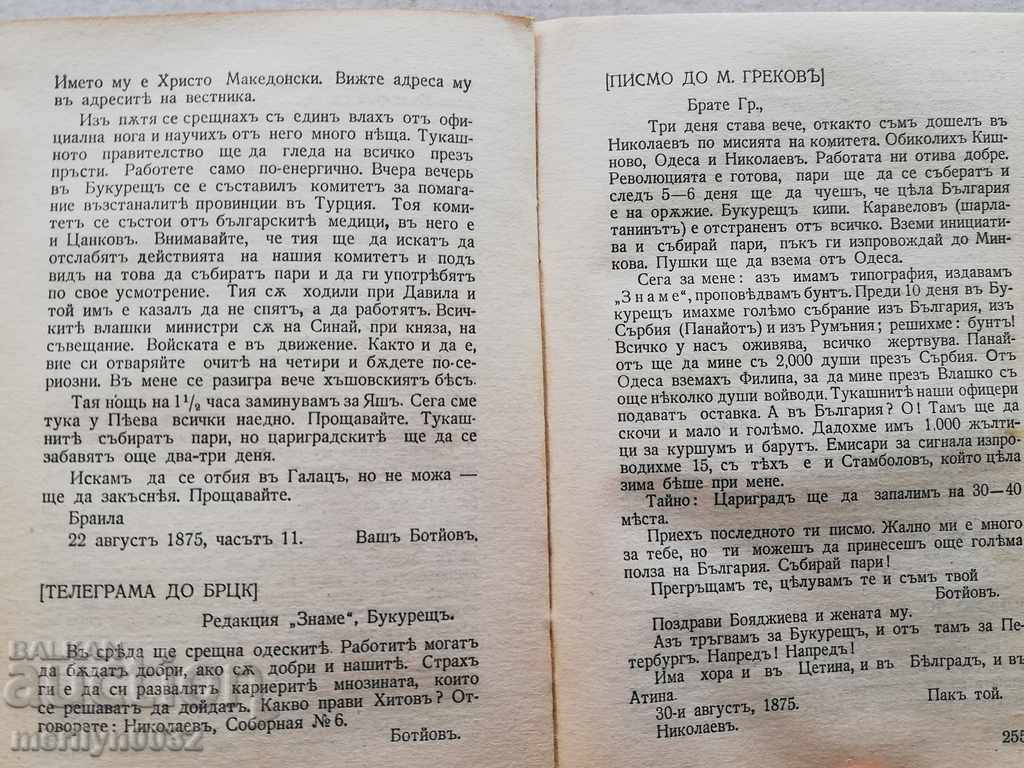 Името му е Христо Македонски. Вижте адреса му
въ адреситѣ на вестника.
Изъ пѫтя се срещнахъ съ единъ влахъ отъ офи-
циална нога и научихъ отъ него много нѣща. Тукаш-
ното правителство ще да гледа на всичко презъ
пръсти. Работете само по-енергично. Вчера вечерь
въ Букурещъ се е съставилъ комитетъ за помага-
ние възстаналитѣ провинции въ Турция. Тоя коми-
тетъ се състои отъ българскитѣ медици, въ него е
и Цанковъ. Внимавайте, че тия ще да искатъ да
отслабятъ действията на нашия комитетъ и подъ
видъ на това да събиратъ пари и да ги употрѣбятъ
по свое усмотрение. Тия сѫ ходили при Давила и
той имъ е казалъ да не спятъ, а да работятъ. Всич-
китѣ влашки министри сѫ на Синай, при княза, на
съвещание. Войската е въ движение. Както и да е,
вие си отваряйте очитѣ на четири и бѫдете по-се-
риозни. Въ мене се разигра вече хъшовскиятъ бѣсъ.
Тая нощь на 1½ часа заминувамъ за Яшъ. Сега сме
тука у Пѣева всички наедно. Прощавайте. Тукаш-
нитѣ събиратъ пари, но цариградскитѣ ще да се
забавятъ още два-три деня.
Искамъ да се отбия въ Галацъ, но не можа —
ще да закъснѣя. Прощавайте.
Браила
22 августъ 1875, часътъ 11. Вашъ Ботйовъ.
[ТЕЛЕГРАМА ДО БРЦК]
Редакция „Знаме“, Букурещъ.
Въ срѣда ще срещна одескитѣ. Работитѣ могатъ
да бѫдатъ добри, ако сѫ добри и нашитѣ. Страхъ
ги е да си развалятъ кариеритѣ мнозината, които
се решаватъ да дойдатъ. Какво прави Хитовъ? От-
говорате: Николаевъ, Соборная № 6.
Ботйовъ.
BALKAN
auction
merilyn0032
[ПИСМО ДО М. ГРЕКОВЪ]
Брате Гр.,
Три деня става вече, откакто съмъ дошелъ въ
Николаевъ по мисията на комитета. Обиколихъ Киш-
ново, Одеса и Николаевъ. Работата ни отива добре.
Революцията е готова, пари ще да се събератъ и
следъ 5—6 деня ще да чуешъ, че цѣла България
е на орѫжие. Букурещъ кипи. Каравеловъ (шарла-
танинътъ) е отстраненъ отъ всичко. Вземи инициати-
ва и събирай пари, пъкъ ги изпровождай до Мин-
кова. Пушки ще да взема отъ Одеса.
Сега за мене: азъ имамъ типография, издавамъ
„Знаме“, проповѣдвамъ бунтъ. Преди 10 деня въ Бу-
курещъ имахме голѣмо събрание изъ България, изъ
Сърбия (Панайотъ) и изъ Румъния; решихме: бунтъ!
Всичко у насъ оживява, всичко жертвува. Панай-
отъ ще да мине съ 2,000 души презъ Сърбия. Отъ
Одеса вземахъ Филипа, за да мине презъ Влашко съ
още нѣколко души войводи. Тукашнитѣ наши офицери
подаватъ оставка. А въ България? О! Тамъ ще да
скочи и мало и голѣмо. Дадохме имъ 1,000 жълти-
ци за куршумъ и барутъ. Емисари за сигнала изпро-
водихме 15, съ тѣхъ е и Стамболовъ, който цѣла
зима бѣше при мене.
Тайно: Цариградъ ще да запалимъ на 30—40
мѣста.
Приехъ последното ти писмо. Жално ми е много
за тебе, но ти можешъ да принесешъ още голѣма
полза на България. Събирай пари!
Прегръщамъ те, цѣлувамъ те и съмъ твой
Ботйовъ.
Поздрави Бояджиева и жената му.
Азъ тръгвамъ за Букурещъ, и отъ тамъ за Пе-
тербургъ. Напредъ! Напредъ!
Има хора и въ Цетина, и въ Бѣлградъ, и въ
Атина Пакъ той.
30-и августъ, 1875.
Николаевъ.
255